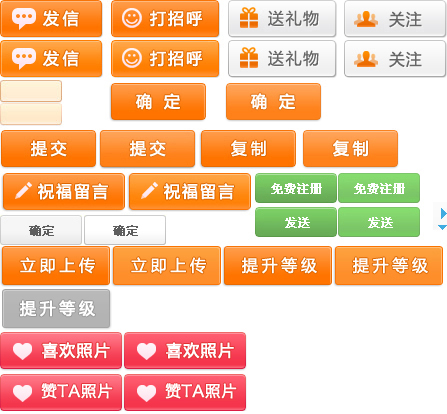 发信 打招呼 送礼物 关注
发信 打招呼 送礼物 关注
确 定 确 定
提交 提交 复制 复制
祝福留言 祝福留言 免费注册 免费注册
发送 发送
确定 确定
立即上传 立即上传 提升等级 提升等级
提升等级
喜欢照片 喜欢照片
赞TA照片 赞TA照片